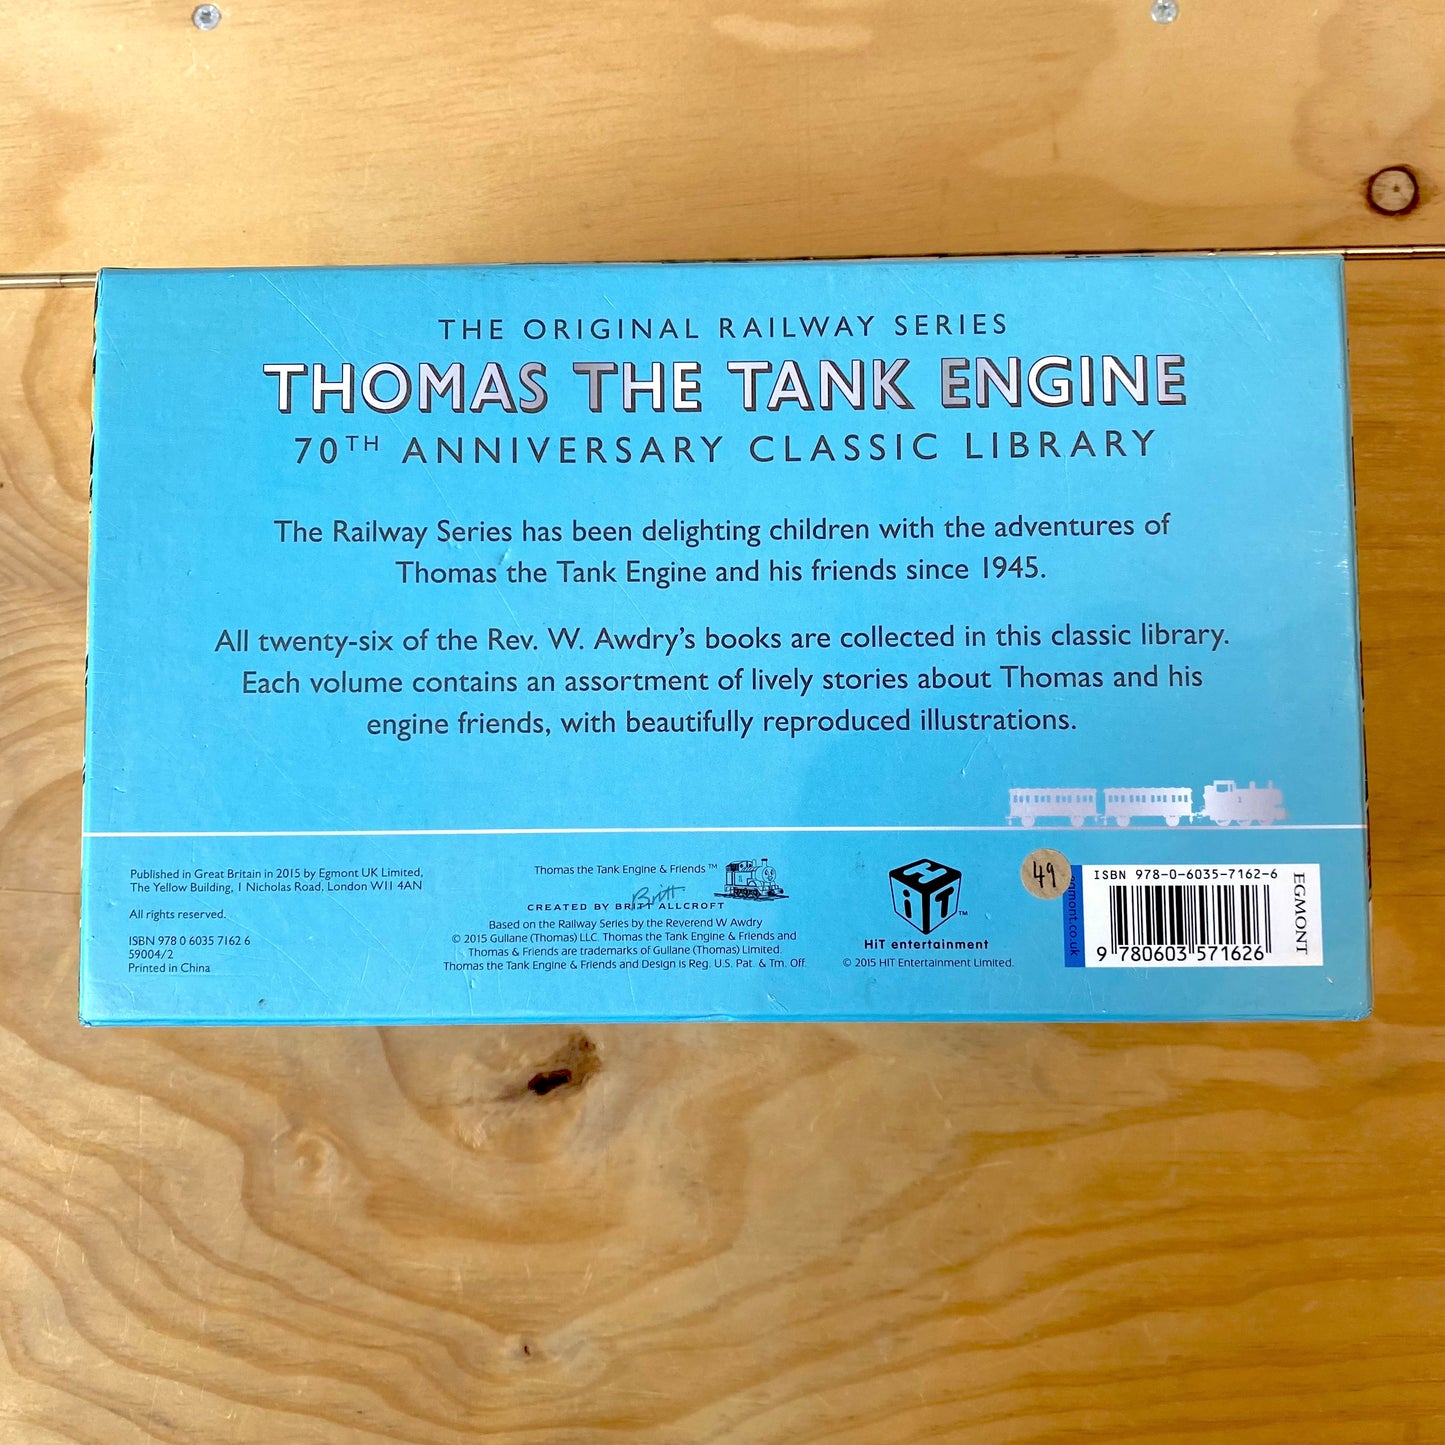 THE ORIGINAL RAILWAY SERIES
THOMAS THE TANK ENGINE
70TH ANNIVERSARY CLASSIC LIBRARY
The Railway Series has been delighting children with the adventures of
Thomas the Tank Engine and his friends since 1945.
All twenty-six of the Rev. W. Awdry's books are collected in this classic library.
Each volume contains an assortment of lively stories about Thomas and his
engine friends, with beautifully reproduced illustrations.
Published in Great Britain in 2015 by Egmont UK Limited,
The Yellow Building, 1 Nicholas Road, London W11 4AN
All rights reserved.
ISBN 978 0 6035 7162 6
59004/2
Printed in China
Thomas the Tank Engine & Friends™
Britt
CREATED BY BRITT ALLCROFT
Based on the Railway Series by the Reverend W Awdry
© 2015 Gullane (Thomas) LLC. Thomas the Tank Engine & Friends and
Thomas & Friends are trademarks of Gullane (Thomas) Limited.
Thomas the Tank Engine & Friends and Design is Reg. U.S. Pat. & Tm. Off.
HiT™
HiT entertainment
© 2015 HIT Entertainment Limited.
49
egmont.co.uk
ISBN 978-0-6035-7162-6
9 780603 571626
EGMONT
1